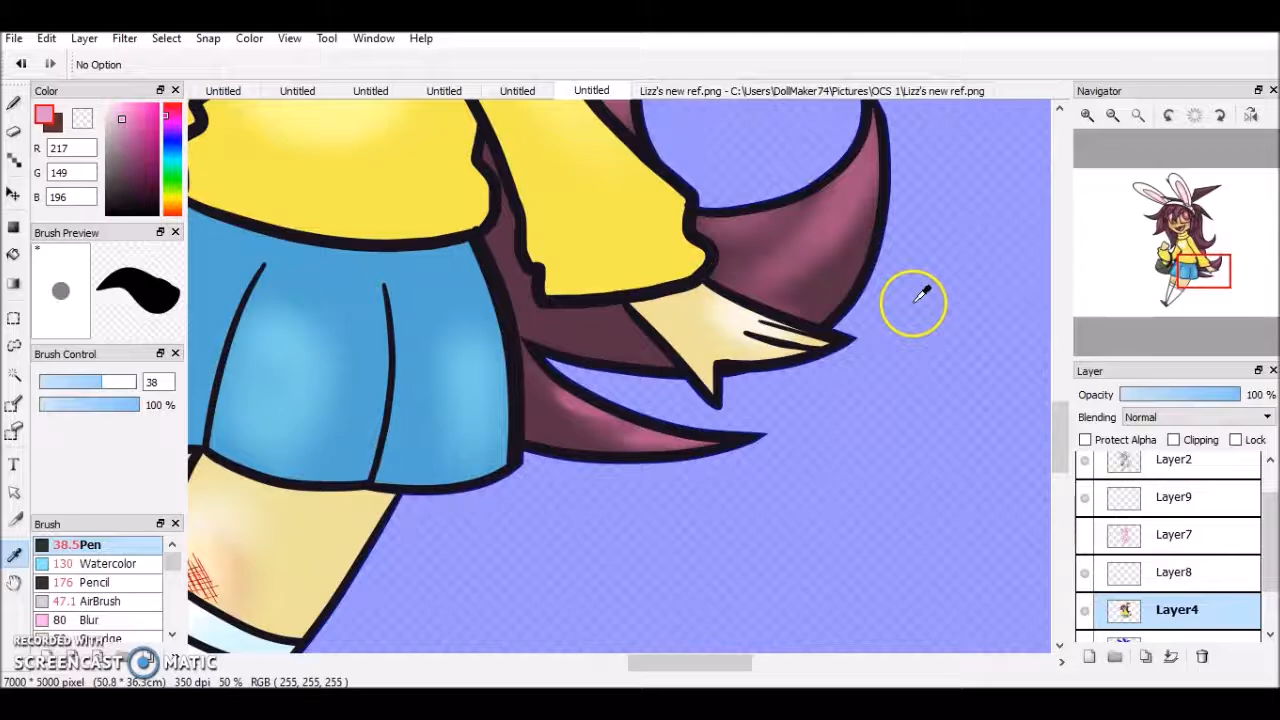 File Edit Layer Filter Select Snap Color View Tool Window Help
No Option
Color
Untitled Untitled Untitled Untitled Untitled Untitled Lizz's new ref.png - C:\Users\DollMaker74\Pictures\OCS 1\Lizz's new ref.png
Navigator
R 217
G 149
B 196
Brush Preview
*
Brush Control
38
100 %
Brush
38.5 Pen
130 Watercolor
176 Pencil
47.1 AirBrush
80 Blur
Layer
Opacity 100 %
Blending Normal
Protect Alpha Clipping Lock
Layer2
Layer9
Layer7
Layer8
Layer4
RECORDED WITH
SCREENCAST MATIC
7000 * 5000 pixel (50.8 * 36.3cm) 350 dpi 50 % RGB ( 255, 255, 255 )